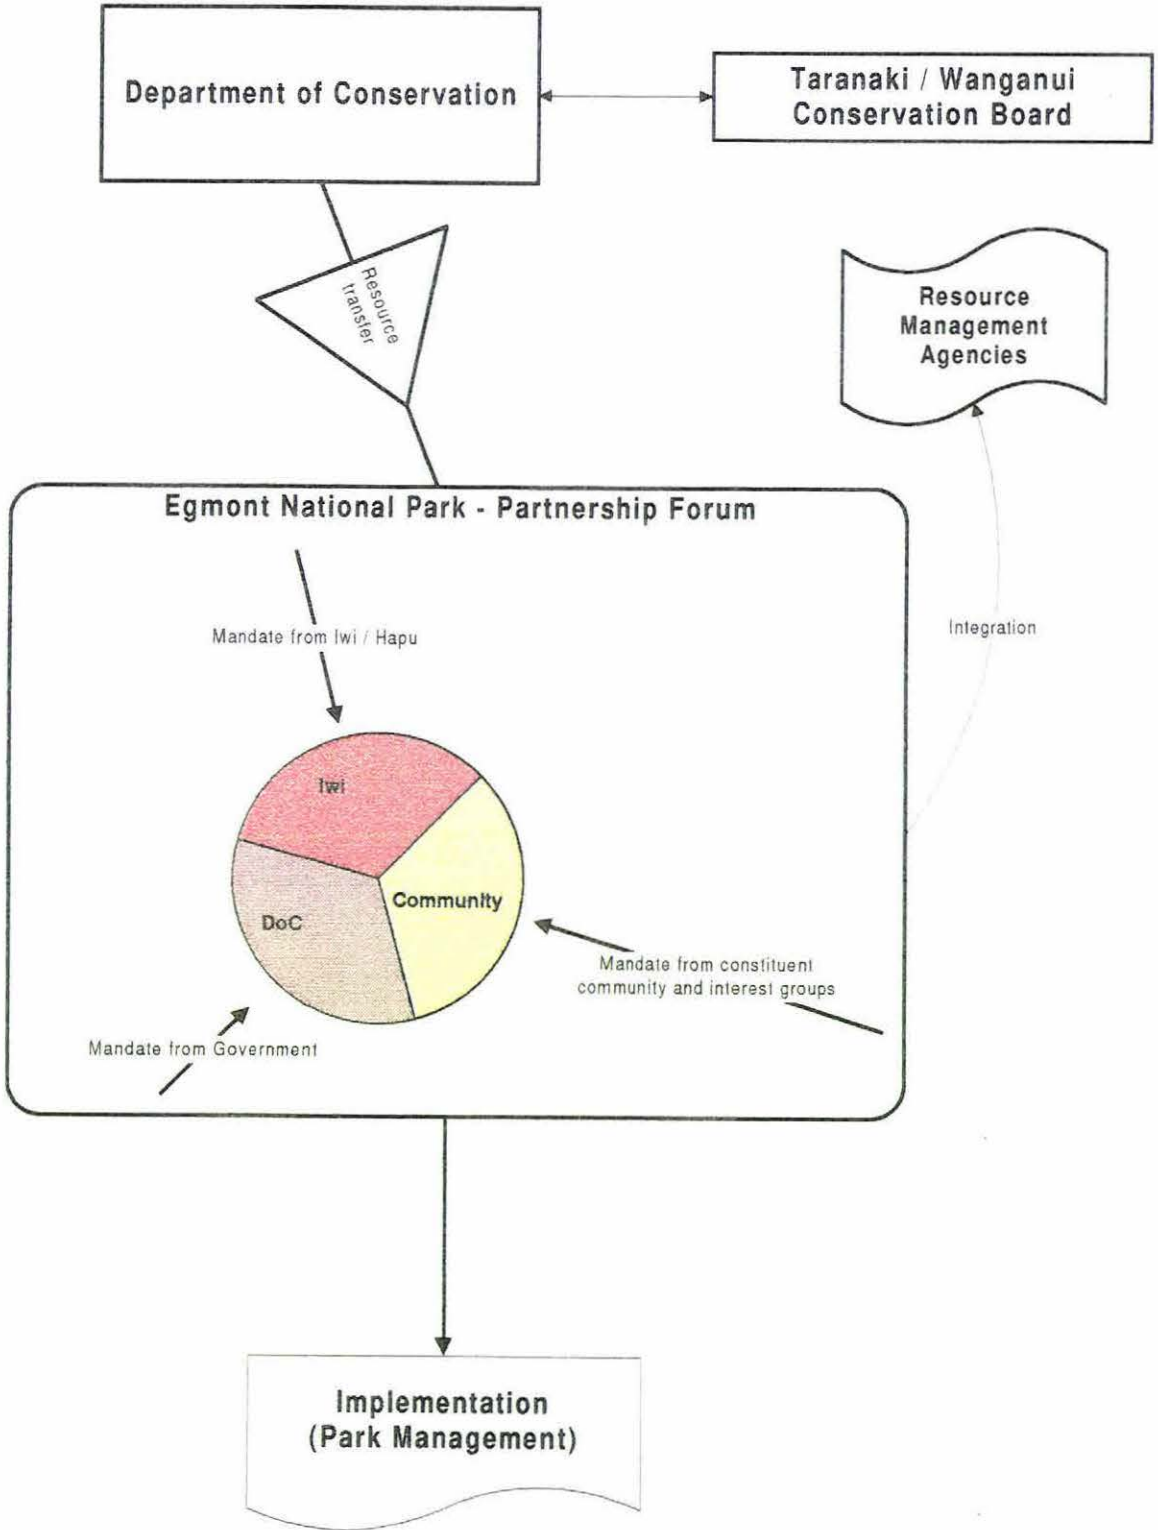 Department of Conservation
Taranaki / Wanganui
Conservation Board
Resource
transfer
Resource
Management
Agencies
Egmont National Park - Partnership Forum
Mandate from Iwi / Hapu
Integration
Iwi
Community
DoC
Mandate from constituent
community and interest groups
Mandate from Government
Implementation
(Park Management)